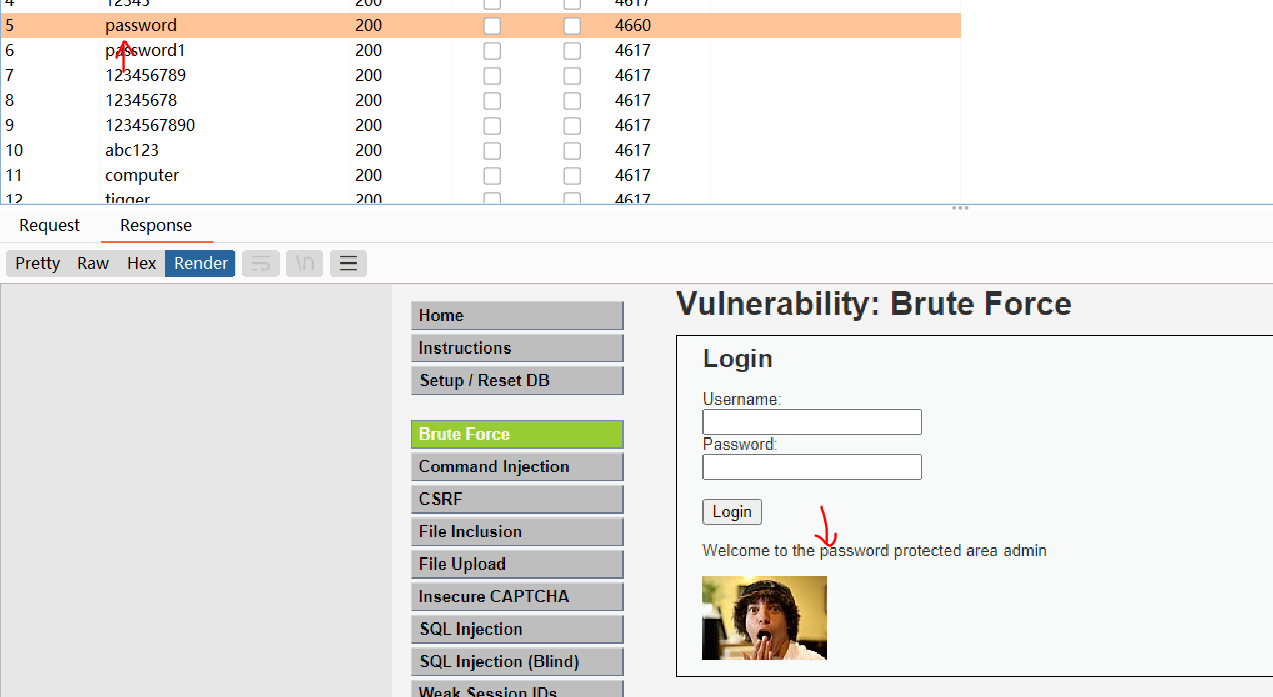 4 12345 200 4617
5 password 200 4660
6 password1 200 4617
7 123456789 200 4617
8 12345678 200 4617
9 1234567890 200 4617
10 abc123 200 4617
11 computer 200 4617
12 tigger 200 4617
Request Response
Pretty Raw Hex Render \n
Vulnerability: Brute Force
Home
Instructions
Setup / Reset DB
Brute Force
Command Injection
CSRF
File Inclusion
File Upload
Insecure CAPTCHA
SQL Injection
SQL Injection (Blind)
Weak Session IDs
Login
Username:
Password:
Login
Welcome to the password protected area admin